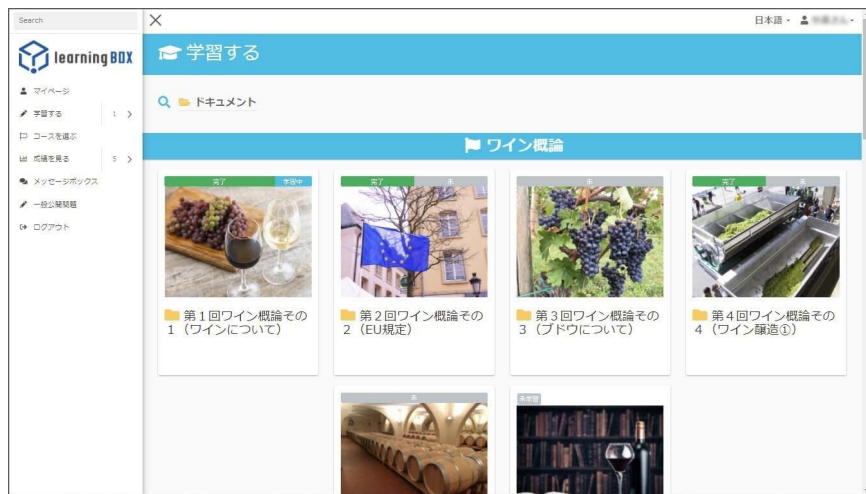 Search
日本語
learningBOX
学習する
マイページ
学習する 1
ドキュメント
コースを選ぶ
成績を見る 5
ワイン概論
メッセージボックス
一般公開問題
ログアウト
完了 学習中
完了 未
未
完了 未
第1回ワイン概論その
1(ワインについて)
第2回ワイン概論その
2(EU規定)
第3回ワイン概論その
3(ブドウについて)
第4回ワイン概論その
4(ワイン醸造①)
未
未学習